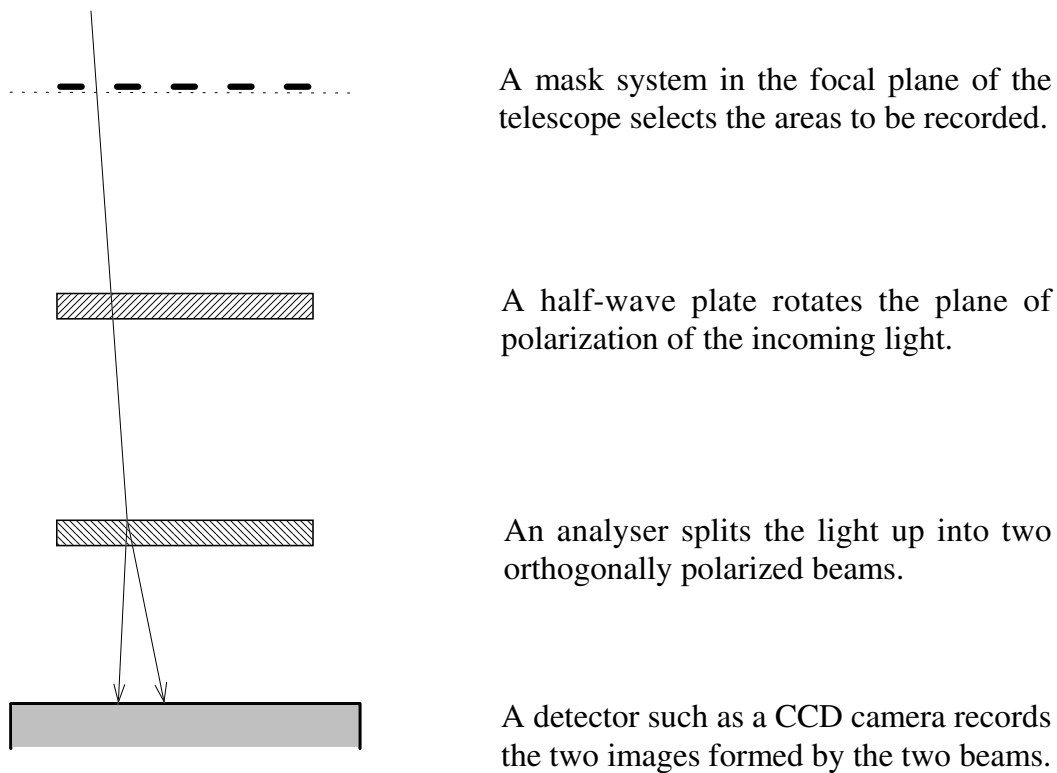 A mask system in the focal plane of the
telescope selects the areas to be recorded.
A half-wave plate rotates the plane of
polarization of the incoming light.
An analyser splits the light up into two
orthogonally polarized beams.
A detector such as a CCD camera records
the two images formed by the two beams.